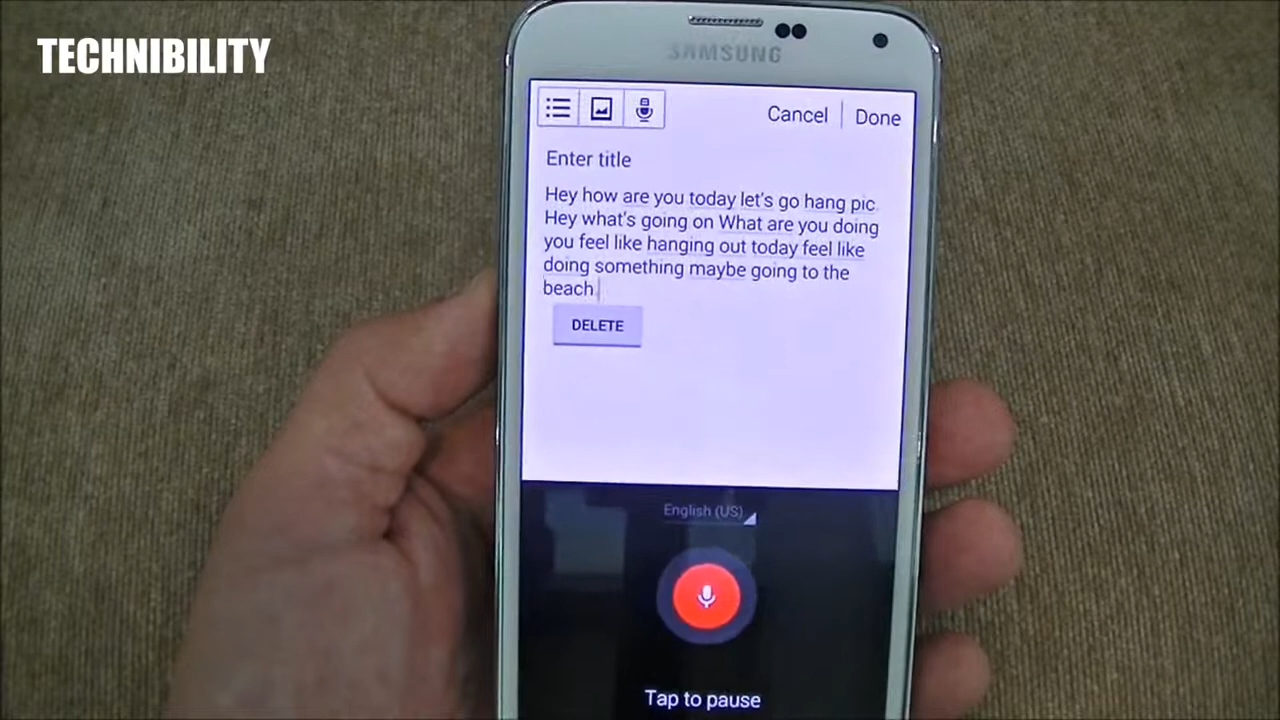 TECHNIBILITY
SAMSUNG
Cancel
Done
Enter title
Hey how are you today let's go hang pic.
Hey what's going on What are you doing
you feel like hanging out today feel like
doing something maybe going to the
beach.
DELETE
English (US)
Tap to pause